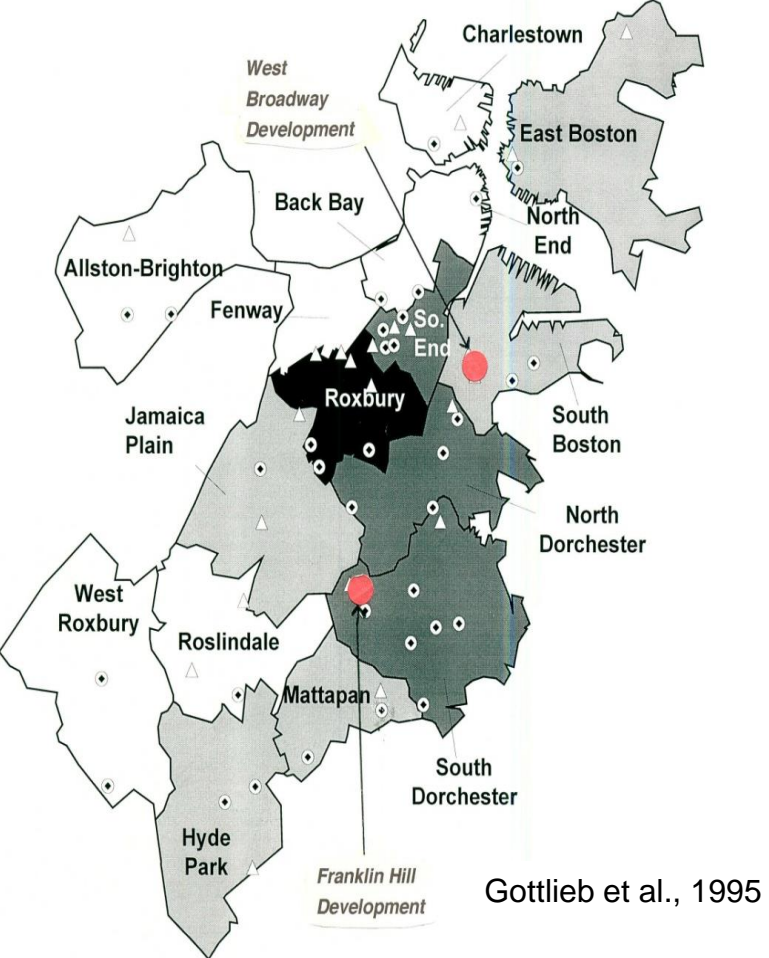 Charlestown
West
Broadway
Development
East Boston
Back Bay
North
End
Allston-Brighton
Fenway
So.
End
Roxbury
Jamaica
Plain
South
Boston
North
Dorchester
West
Roxbury
Roslindale
Mattapan
South
Dorchester
Hyde
Park
Franklin Hill
Development
Gottlieb et al., 1995